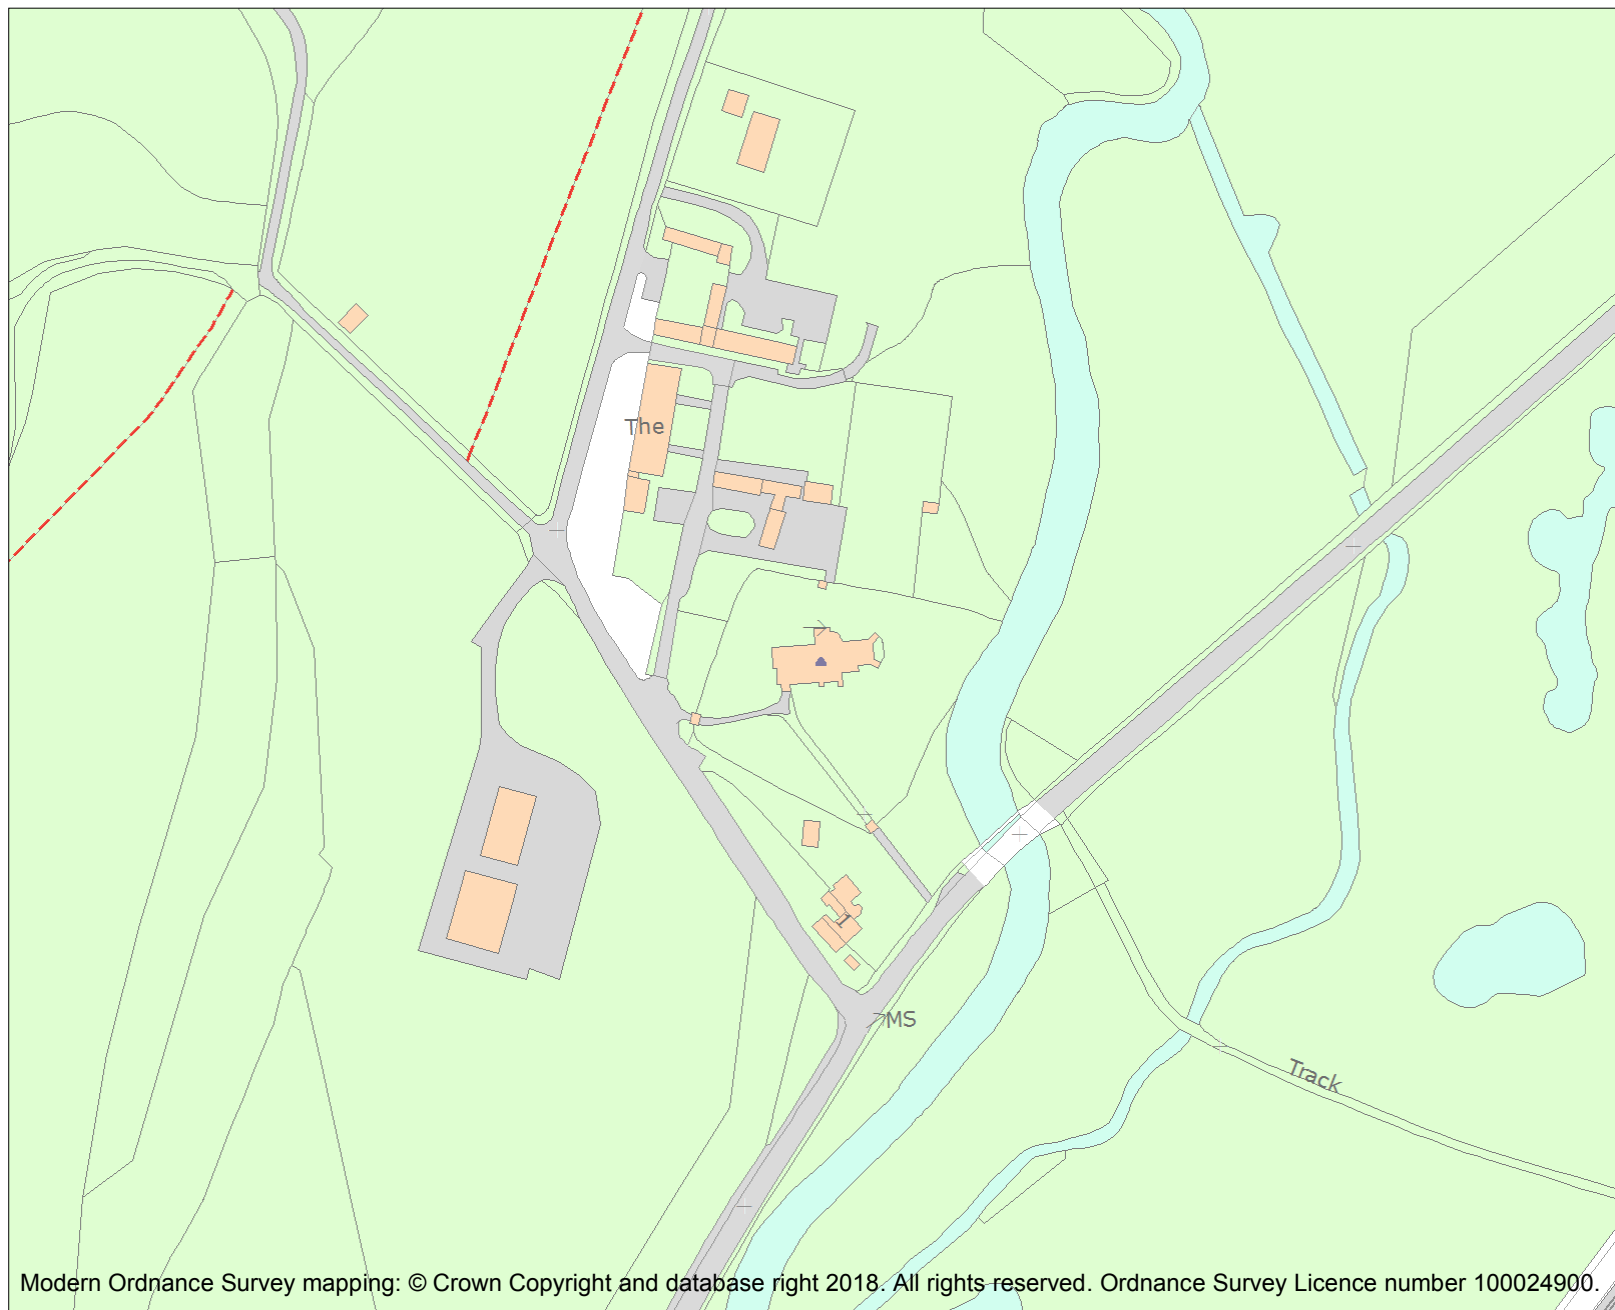 The
1
MS
Track
Modern Ordnance Survey mapping: © Crown Copyright and database right 2018. All rights reserved. Ordnance Survey Licence number 100024900.